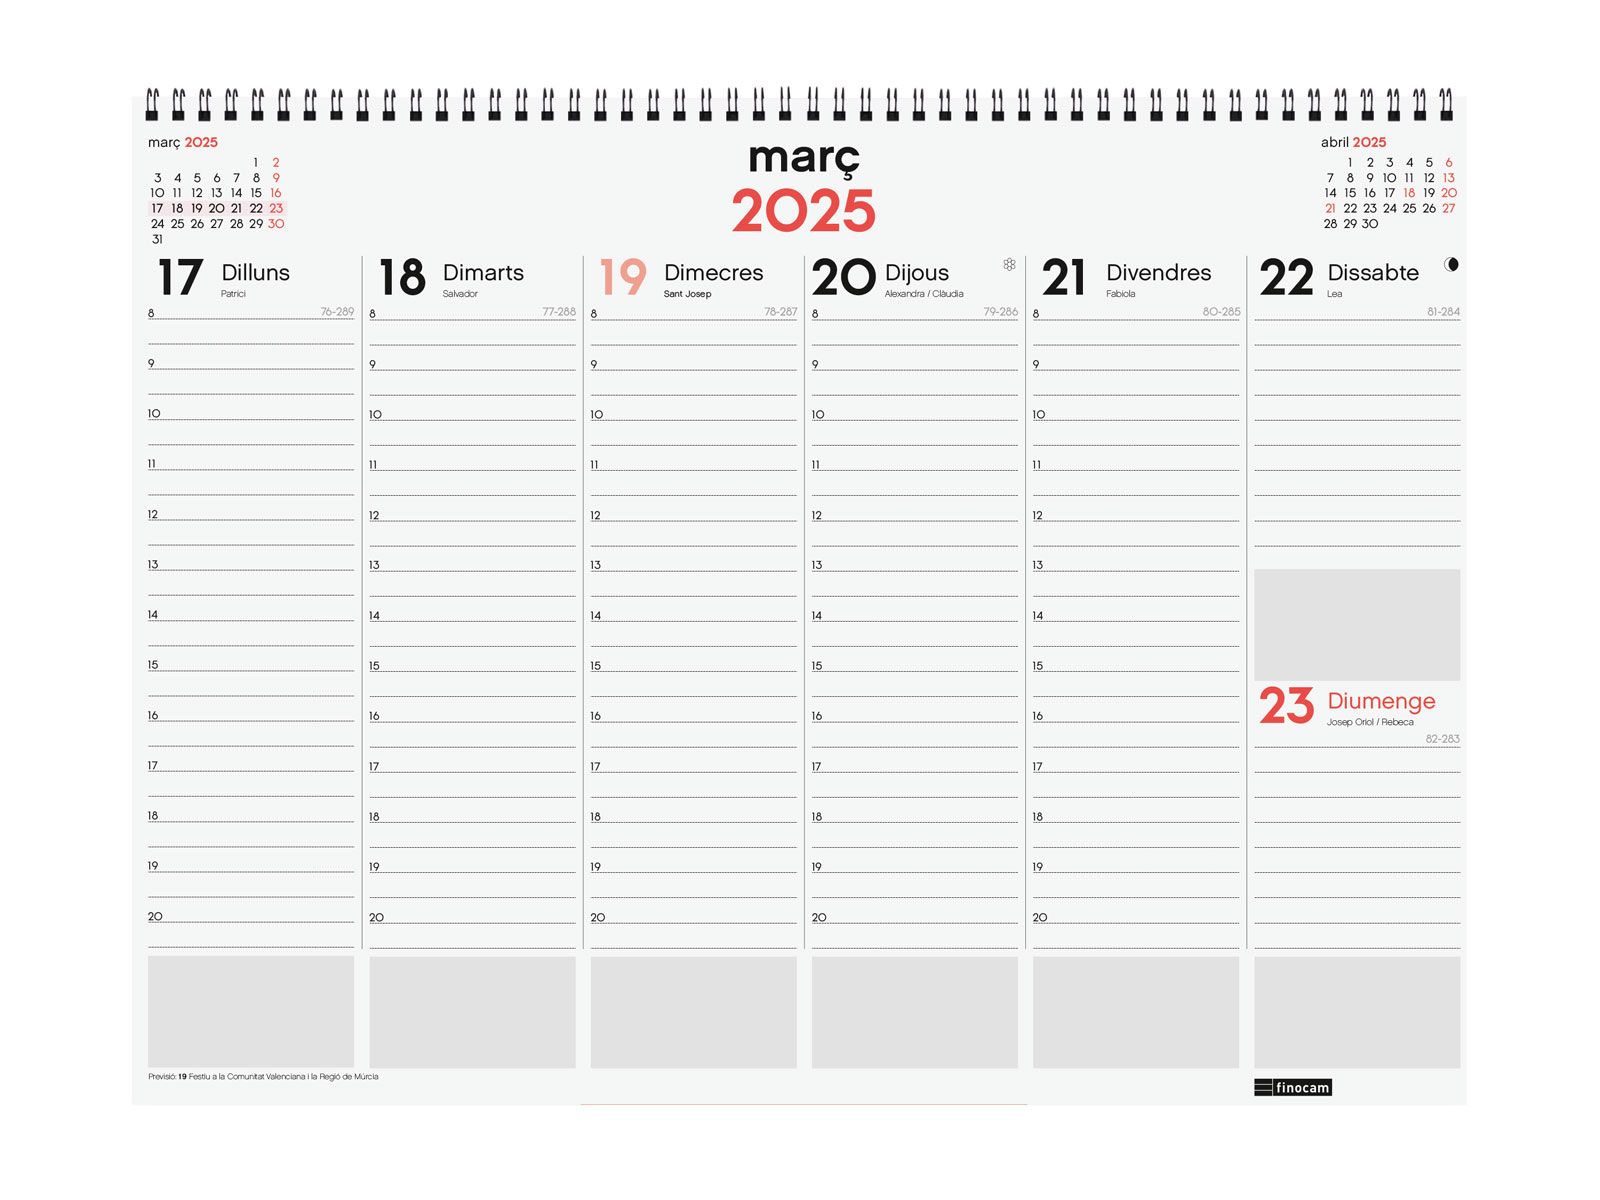 març 2025
1 2
3 4 5 6 7 8 9
10 11 12 13 14 15 16
17 18 19 20 21 22 23
24 25 26 27 28 29 30
31
març
2025
abril 2025
1 2 3 4 5 6
7 8 9 10 11 12 13
14 15 16 17 18 19 20
21 22 23 24 25 26 27
28 29 30
17 Dilluns
Patrici
76-289
8
9
10
11
12
13
14
15
16
17
18
19
20
18 Dimarts
Salvador
77-288
8
9
10
11
12
13
14
15
16
17
18
19
20
19 Dimecres
Sant Josep
78-287
8
9
10
11
12
13
14
15
16
17
18
19
20
20 Dijous
Alexandra / Clàudia
79-286
8
9
10
11
12
13
14
15
16
17
18
19
20
21 Divendres
Fabiola
80-285
8
9
10
11
12
13
14
15
16
17
18
19
20
22 Dissabte
Lea
81-284
23 Diumenge
Josep Oriol / Rebeca
82-283
Previsió: 19 Festiu a la Comunitat Valenciana i la Regió de Múrcia
finocam